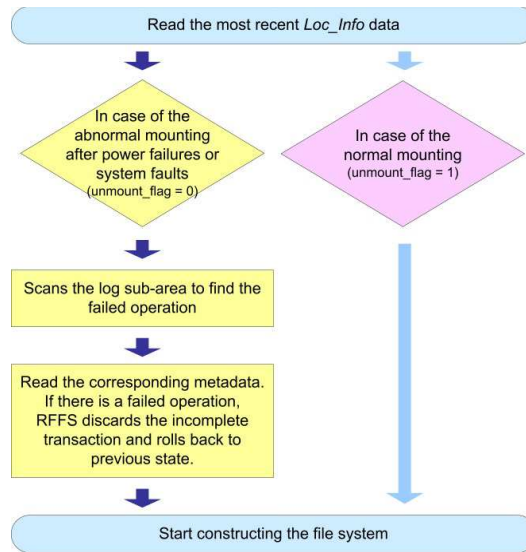 Read the most recent Loc_Info data
In case of the
abnormal mounting
after power failures or
system faults
(unmount_flag = 0)
In case of the
normal mounting
(unmount_flag = 1)
Scans the log sub-area to find the
failed operation
Read the corresponding metadata.
If there is a failed operation,
RFFS discards the incomplete
transaction and rolls back to
previous state.
Start constructing the file system